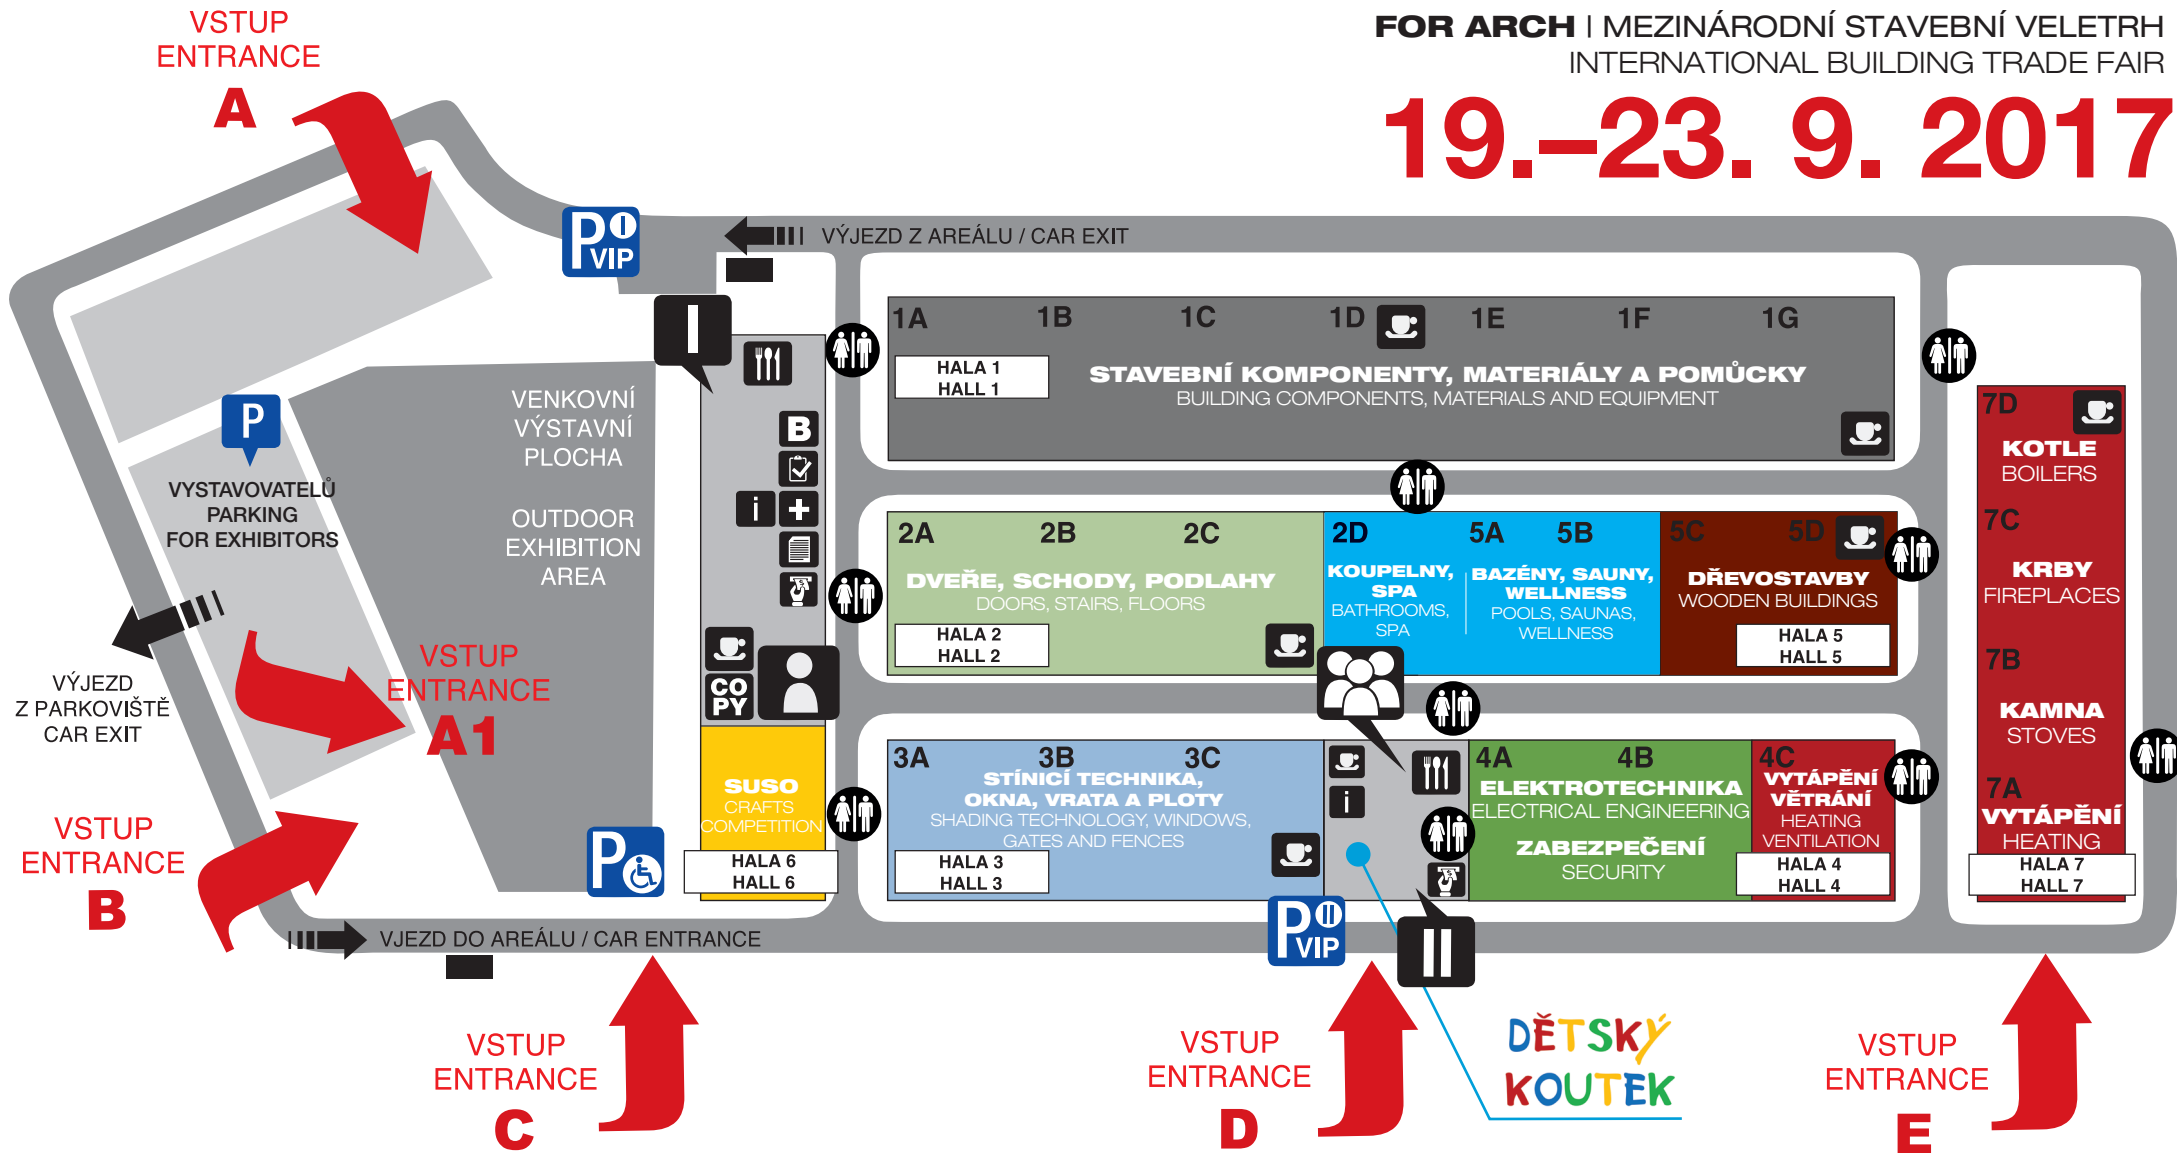 FOR ARCH | MEZINÁRODNÍ STAVEBNÍ VELETRH
INTERNATIONAL BUILDING TRADE FAIR
19.–23. 9. 2017
VSTUP
ENTRANCE
A
P VIP I
VÝJEZD Z AREÁLU / CAR EXIT
I
1A
1B
1C
1D
1E
1F
1G
HALA 1
HALL 1
STAVEBNÍ KOMPONENTY, MATERIÁLY A POMŮCKY
BUILDING COMPONENTS, MATERIALS AND EQUIPMENT
VENKOVNÍ
VÝSTAVNÍ
PLOCHA
OUTDOOR
EXHIBITION
AREA
P
VYSTAVOVATELŮ
PARKING
FOR EXHIBITORS
B
i
CO
PY
2A
2B
2C
DVEŘE, SCHODY, PODLAHY
DOORS, STAIRS, FLOORS
HALA 2
HALL 2
2D
KOUPELNY,
SPA
BATHROOMS,
SPA
5A
5B
BAZÉNY, SAUNY,
WELLNESS
POOLS, SAUNAS,
WELLNESS
5C
5D
DŘEVOSTAVBY
WOODEN BUILDINGS
HALA 5
HALL 5
7D
KOTLE
BOILERS
7C
KRBY
FIREPLACES
7B
KAMNA
STOVES
7A
VYTÁPĚNÍ
HEATING
HALA 7
HALL 7
VÝJEZD
Z PARKOVIŠTĚ
CAR EXIT
VSTUP
ENTRANCE
A1
SUSO
CRAFTS
COMPETITION
HALA 6
HALL 6
3A
3B
3C
STÍNICÍ TECHNIKA,
OKNA, VRATA A PLOTY
SHADING TECHNOLOGY, WINDOWS,
GATES AND FENCES
HALA 3
HALL 3
i
4A
4B
ELEKTROTECHNIKA
ELECTRICAL ENGINEERING
ZABEZPEČENÍ
SECURITY
4C
VYTÁPĚNÍ
VĚTRÁNÍ
HEATING
VENTILATION
HALA 4
HALL 4
VSTUP
ENTRANCE
B
P
VJEZD DO AREÁLU / CAR ENTRANCE
P VIP II
II
VSTUP
ENTRANCE
C
VSTUP
ENTRANCE
D
DĚTSKÝ
KOUTEK
VSTUP
ENTRANCE
E